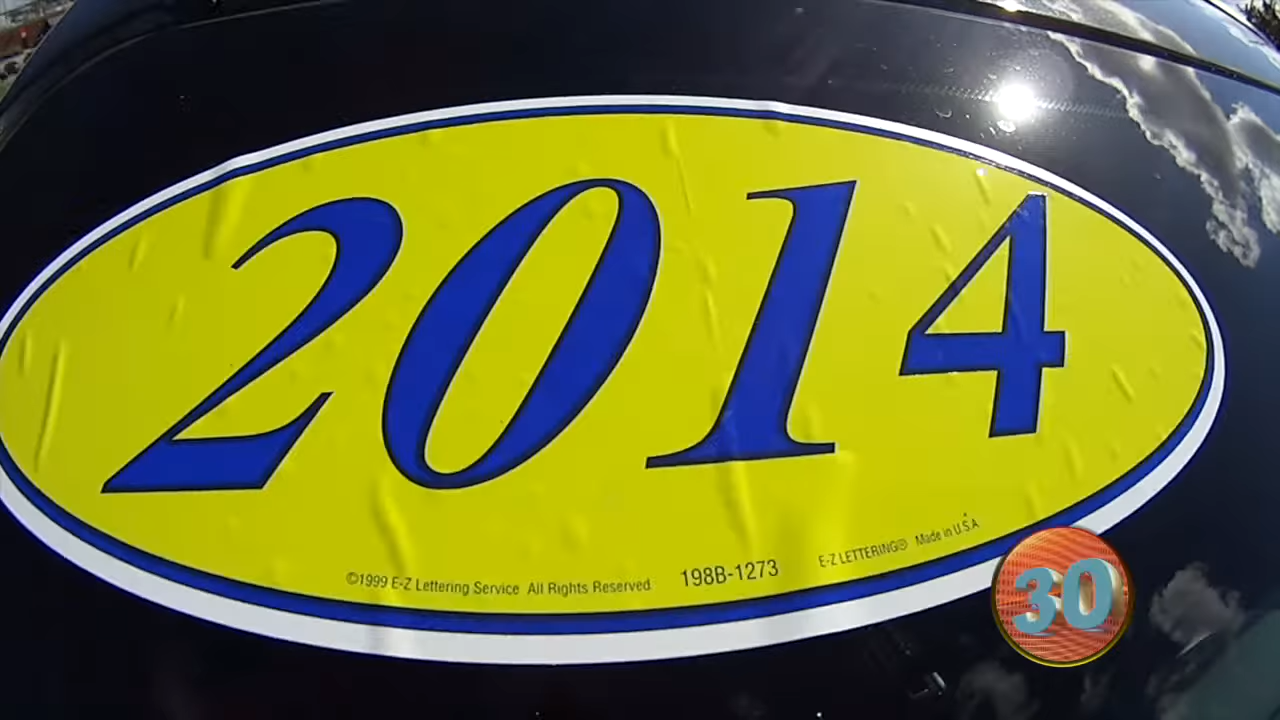 2014
©1999 E-Z Lettering Service All Rights Reserved
198B-1273
E-Z LETTERING® Made in U.S.A
30